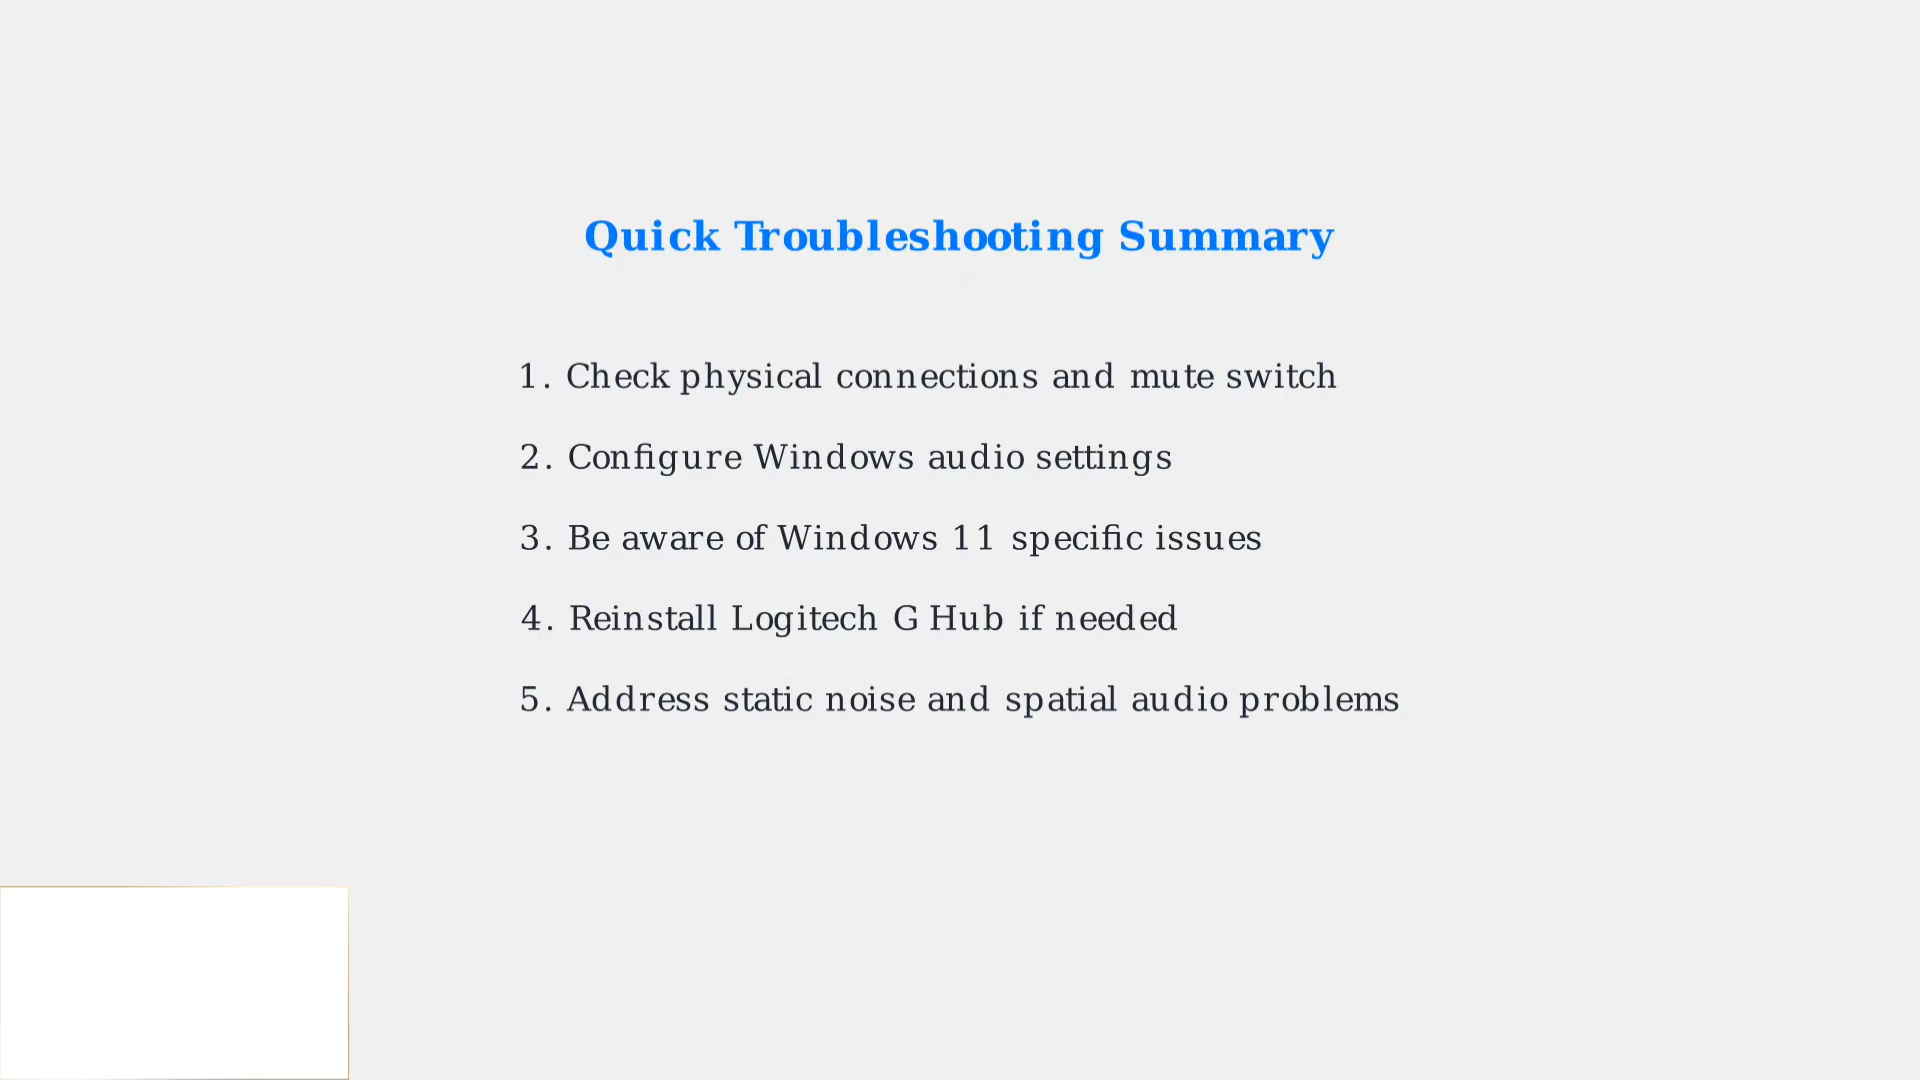 Quick Troubleshooting Summary
1. Check physical connections and mute switch
2. Configure Windows audio settings
3. Be aware of Windows 11 specific issues
4. Reinstall Logitech G Hub if needed
5. Address static noise and spatial audio problems